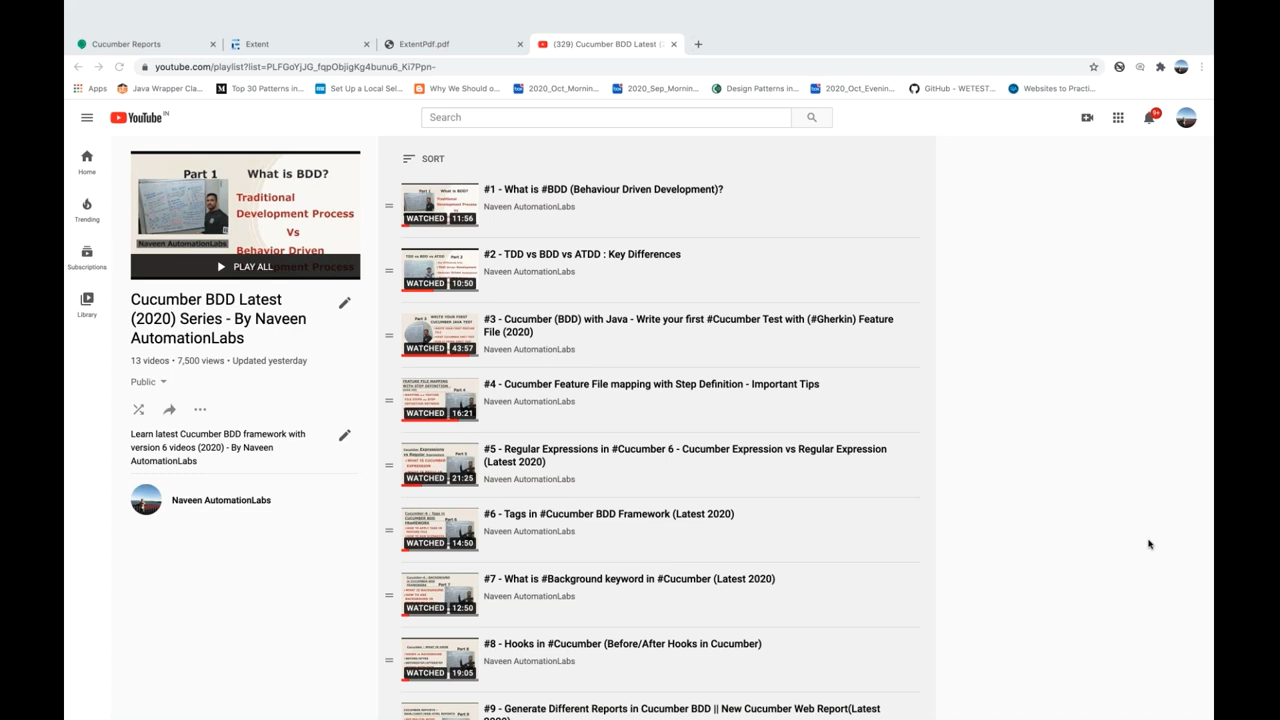 Cucumber Reports
Extent
ExtentPdf.pdf
(329) Cucumber BDD Latest (2
youtube.com/playlist?list=PLFGoYjJG_fqpObjigKg4bunu6_Ki7Ppn-
Apps
Java Wrapper Cla...
Top 30 Patterns in...
Set Up a Local Sel...
Why We Should o...
2020_Oct_Mornin...
2020_Sep_Mornin...
Design Patterns in...
2020_Oct_Evenin...
GitHub - WETEST...
Websites to Practi...
YouTube IN
Search
9+
Home
Trending
Subscriptions
Library
Part 1 What is BDD?
Traditional
Development Process
Vs
Behavior Driven
Naveen AutomationLabs
PLAY ALL
Cucumber BDD Latest
(2020) Series - By Naveen
AutomationLabs
13 videos • 7,500 views • Updated yesterday
Public
Learn latest Cucumber BDD framework with
version 6 videos (2020) - By Naveen
AutomationLabs
Naveen AutomationLabs
SORT
#1 - What is #BDD (Behaviour Driven Development)?
Naveen AutomationLabs
WATCHED 11:56
#2 - TDD vs BDD vs ATDD : Key Differences
Naveen AutomationLabs
WATCHED 10:50
#3 - Cucumber (BDD) with Java - Write your first #Cucumber Test with (#Gherkin) Feature
File (2020)
Naveen AutomationLabs
WATCHED 43:57
#4 - Cucumber Feature File mapping with Step Definition - Important Tips
Naveen AutomationLabs
WATCHED 16:21
#5 - Regular Expressions in #Cucumber 6 - Cucumber Expression vs Regular Expression
(Latest 2020)
Naveen AutomationLabs
WATCHED 21:25
#6 - Tags in #Cucumber BDD Framework (Latest 2020)
Naveen AutomationLabs
WATCHED 14:50
#7 - What is #Background keyword in #Cucumber (Latest 2020)
Naveen AutomationLabs
WATCHED 12:50
#8 - Hooks in #Cucumber (Before/After Hooks in Cucumber)
Naveen AutomationLabs
WATCHED 19:05
#9 - Generate Different Reports in Cucumber BDD || New Cucumber Web Report(Latest